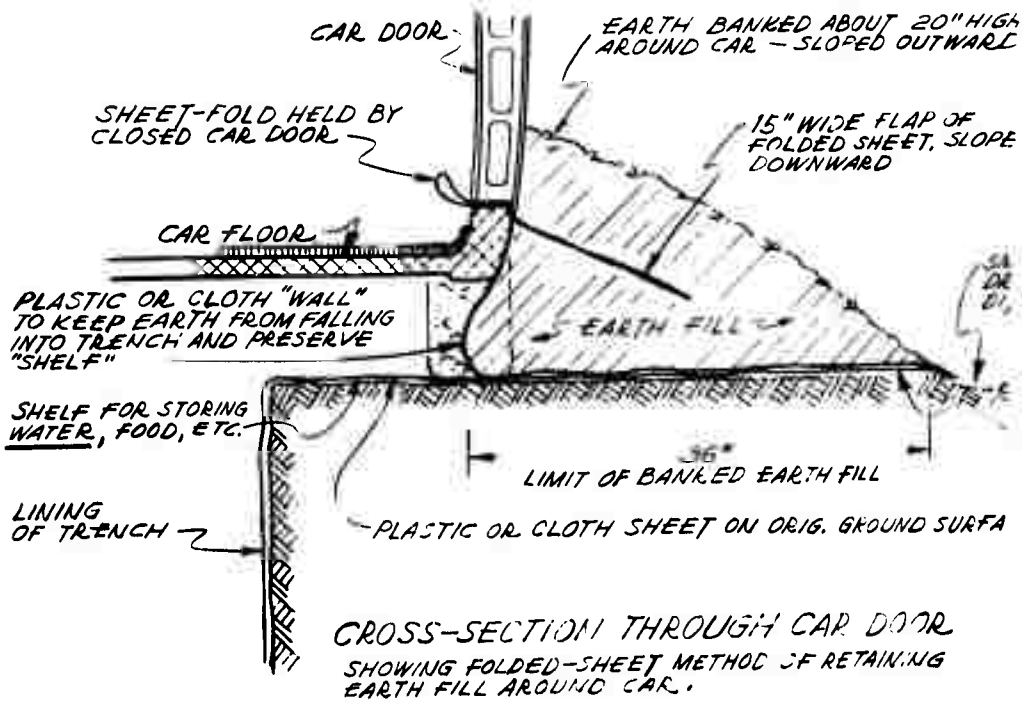 CAR DOOR
EARTH BANKED ABOUT 20" HIGH
AROUND CAR – SLOPED OUTWARD
SHEET-FOLD HELD BY
CLOSED CAR DOOR
15" WIDE FLAP OF
FOLDED SHEET, SLOPE
DOWNWARD
CAR FLOOR
PLASTIC OR CLOTH "WALL"
TO KEEP EARTH FROM FALLING
INTO TRENCH AND PRESERVE
"SHELF"
EARTH FILL
SHELF FOR STORING
WATER, FOOD, ETC.
36"
LIMIT OF BANKED EARTH FILL
LINING
OF TRENCH
PLASTIC OR CLOTH SHEET ON ORIG. GROUND SURFA
CROSS-SECTION THROUGH CAR DOOR
SHOWING FOLDED-SHEET METHOD OF RETAINING
EARTH FILL AROUND CAR.